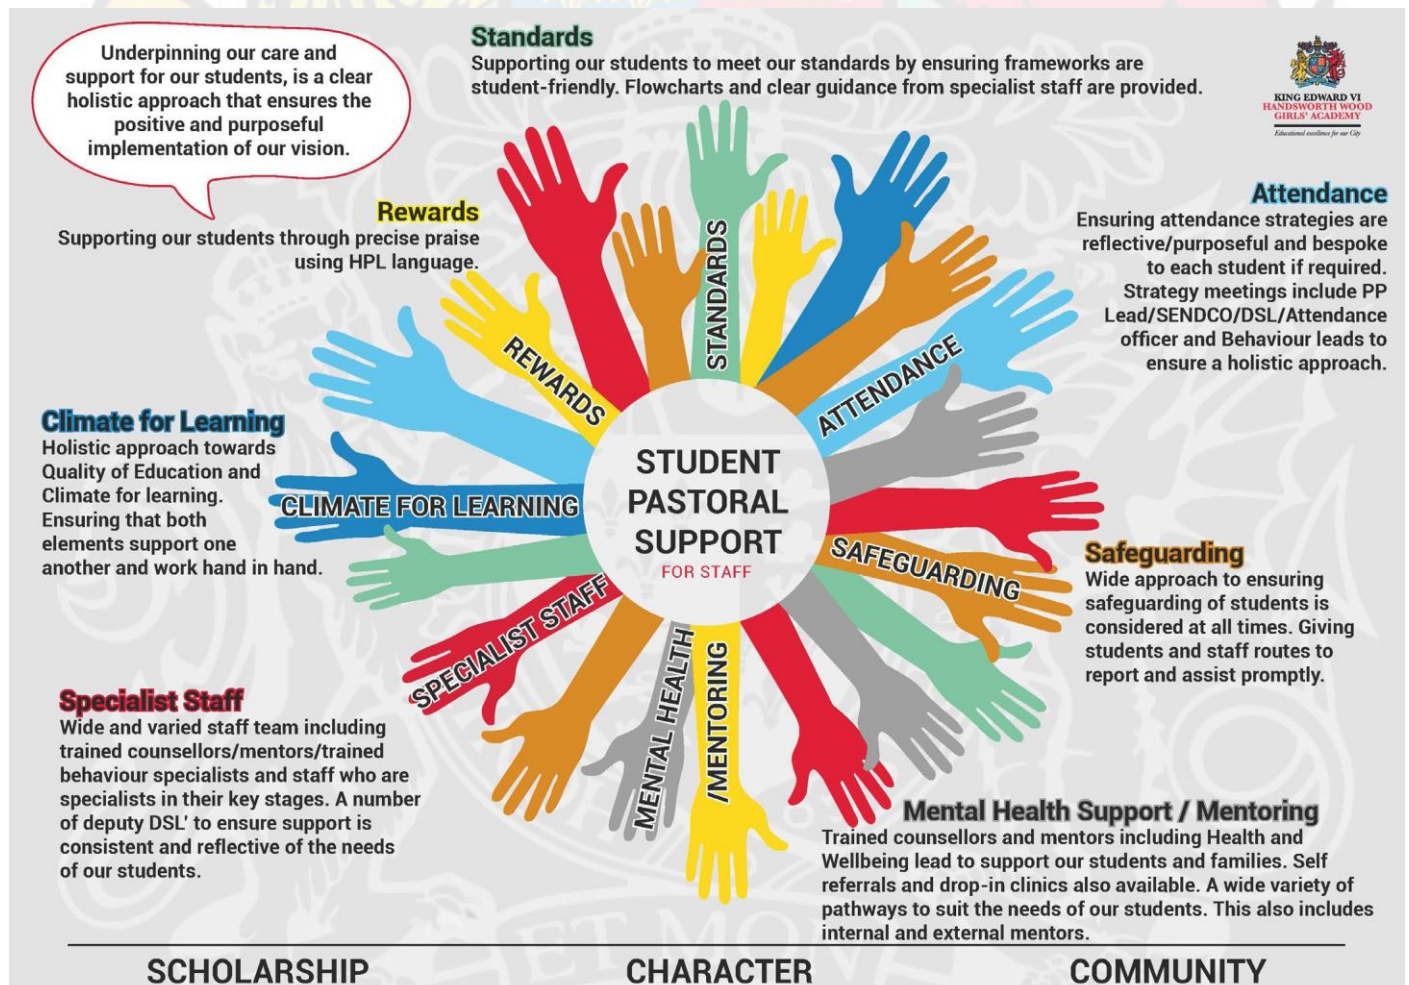 Underpinning our care and
support for our students, is a clear
holistic approach that ensures the
positive and purposeful
implementation of our vision.
Standards
Supporting our students to meet our standards by ensuring frameworks are
student-friendly. Flowcharts and clear guidance from specialist staff are provided.
KING EDWARD VI
HANDSWORTH WOOD
GIRLS' ACADEMY
Educational excellence for our City
Rewards
Supporting our students through precise praise
using HPL language.
Attendance
Ensuring attendance strategies are
reflective/purposeful and bespoke
to each student if required.
Strategy meetings include PP
Lead/SENDCO/DSL/Attendance
officer and Behaviour leads to
ensure a holistic approach.
STANDARDS
REWARDS
ATTENDANCE
Climate for Learning
Holistic approach towards
Quality of Education and
Climate for learning.
Ensuring that both
elements support one
another and work hand in hand.
CLIMATE FOR LEARNING
STUDENT
PASTORAL
SUPPORT
FOR STAFF
SAFEGUARDING
Safeguarding
Wide approach to ensuring
safeguarding of students is
considered at all times. Giving
students and staff routes to
report and assist promptly.
SPECIALIST STAFF
MENTAL HEALTH
/MENTORING
Specialist Staff
Wide and varied staff team including
trained counsellors/mentors/trained
behaviour specialists and staff who are
specialists in their key stages. A number
of deputy DSL' to ensure support is
consistent and reflective of the needs
of our students.
Mental Health Support / Mentoring
Trained counsellors and mentors including Health and
Wellbeing lead to support our students and families. Self
referrals and drop-in clinics also available. A wide variety of
pathways to suit the needs of our students. This also includes
internal and external mentors.
ET MON
SCHOLARSHIP
CHARACTER
COMMUNITY